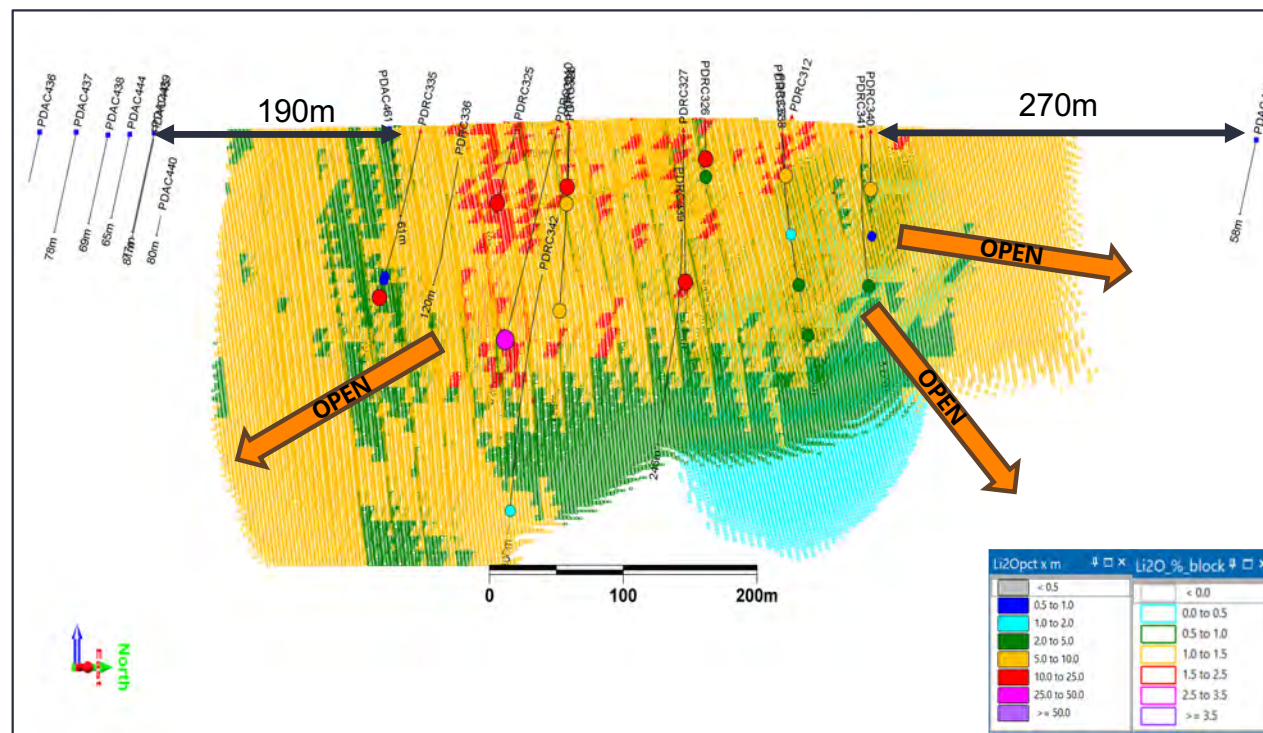 PDAC436
PDAC437
PDAC438
PDAC444
PDAC440
PDAC461
PDRC335
PDRC336
PDRC325
PDRC342
PDRC327
PDRC326
PDRC312
PDRC341
PDRC340
190m
270m
78m
69m
65m
80m
61m
120m
246m
58m
OPEN
OPEN
OPEN
0 100 200m
North
Li2Opct x m
< 0.5
0.5 to 1.0
1.0 to 2.0
2.0 to 5.0
5.0 to 10.0
10.0 to 25.0
25.0 to 50.0
>= 50.0
Li2O_%_block
< 0.0
0.0 to 0.5
0.5 to 1.0
1.0 to 1.5
1.5 to 2.5
2.5 to 3.5
>= 3.5